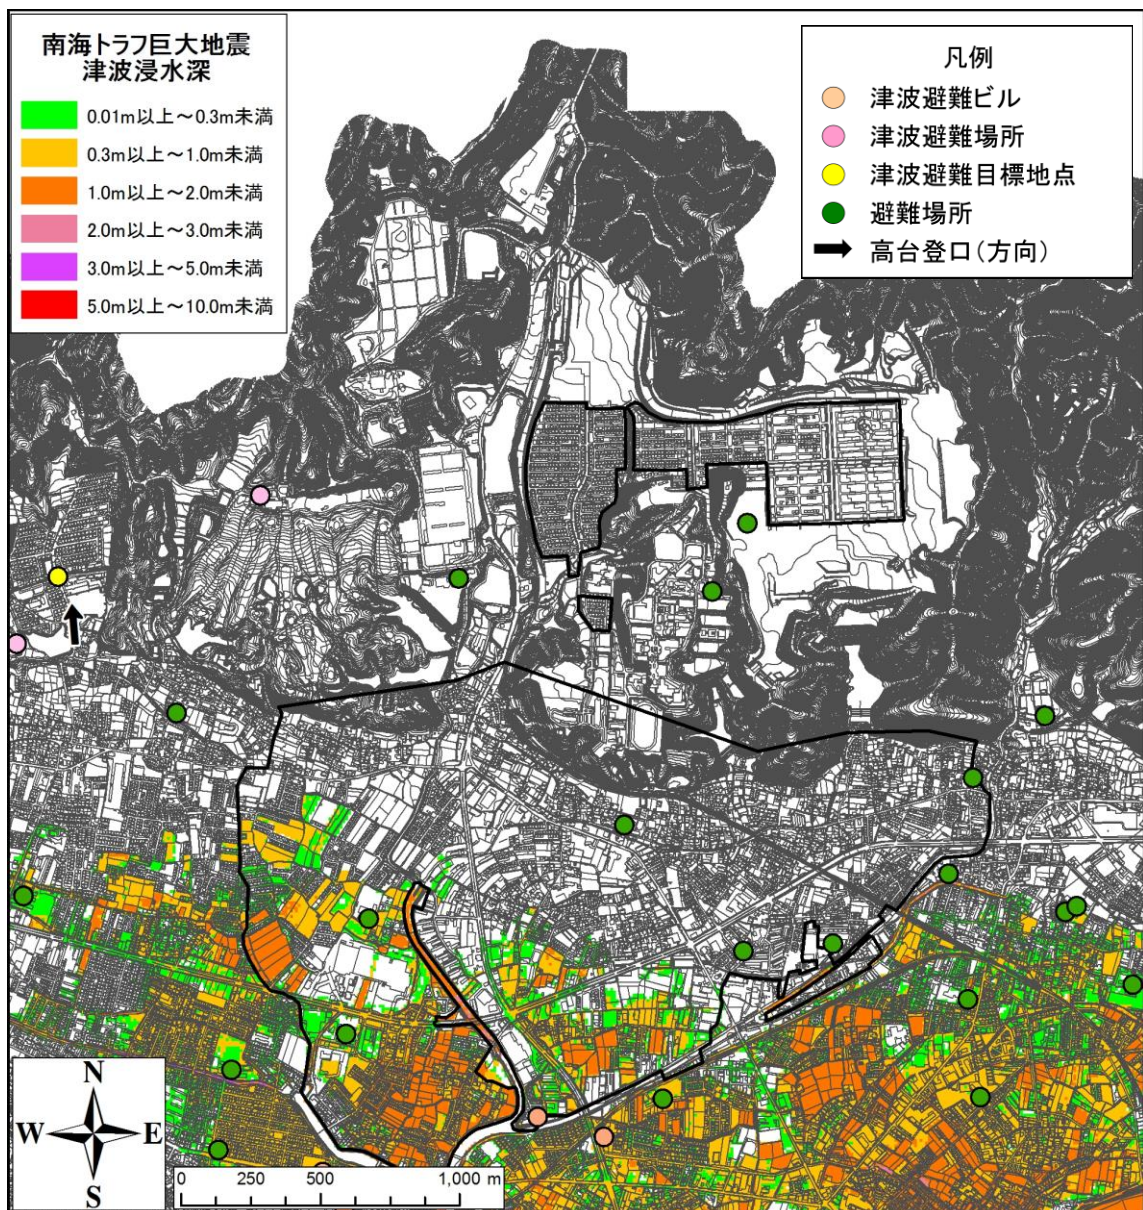 南海トラフ巨大地震
津波浸水深
0.01m以上～0.3m未満
0.3m以上～1.0m未満
1.0m以上～2.0m未満
2.0m以上～3.0m未満
3.0m以上～5.0m未満
5.0m以上～10.0m未満
凡例
津波避難ビル
津波避難場所
津波避難目標地点
避難場所
高台登口(方向)
N
W E
S
0 250 500 1,000 m